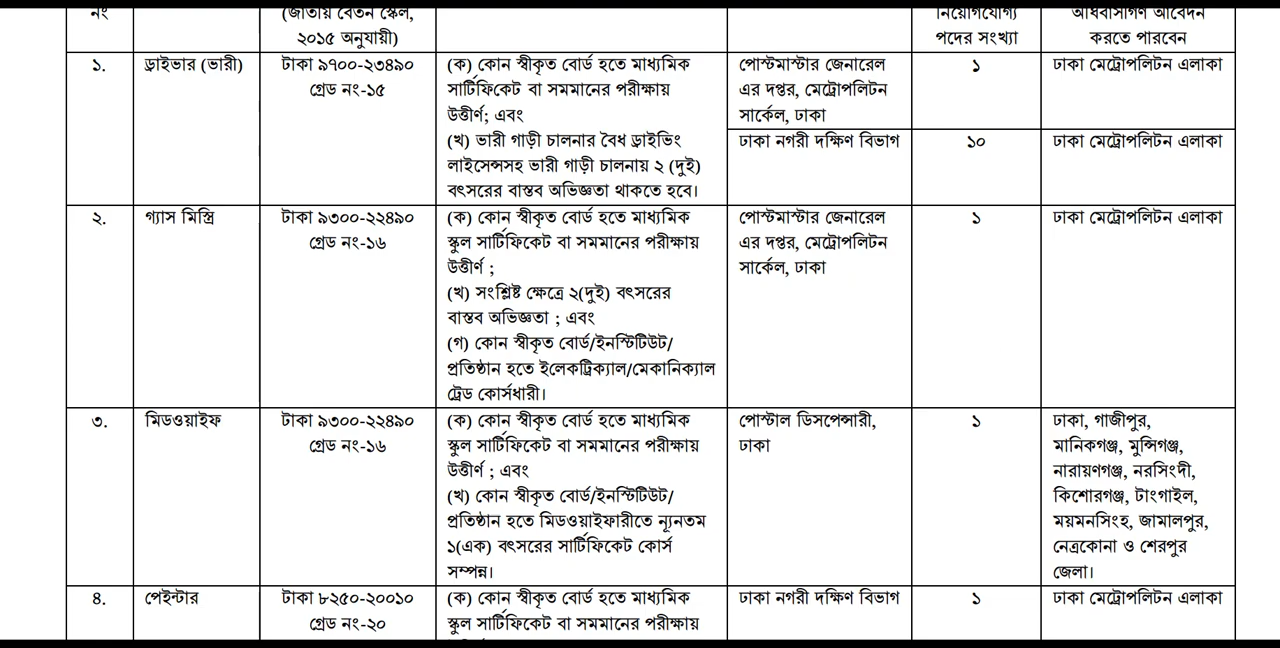 নং
(জাতীয় বেতন স্কেল,
২০১৫ অনুযায়ী)
নিয়োগযোগ্য
পদের সংখ্যা
অধিবাসীগণ আবেদন
করতে পারবেন
১.
ড্রাইভার (ভারী)
টাকা ৯৭০০-২৩৪৯০
গ্রেড নং-১৫
(ক) কোন স্বীকৃত বোর্ড হতে মাধ্যমিক
সার্টিফিকেট বা সমমানের পরীক্ষায়
উত্তীর্ণ; এবং
(খ) ভারী গাড়ী চালনার বৈধ ড্রাইভিং
লাইসেন্সসহ ভারী গাড়ী চালনায় ২ (দুই)
বৎসরের বাস্তব অভিজ্ঞতা থাকতে হবে।
পোস্টমাস্টার জেনারেল
এর দপ্তর, মেট্রোপলিটন
সার্কেল, ঢাকা
১
ঢাকা মেট্রোপলিটন এলাকা
ঢাকা নগরী দক্ষিণ বিভাগ
১০
ঢাকা মেট্রোপলিটন এলাকা
২.
গ্যাস মিস্ত্রি
টাকা ৯৩০০-২২৪৯০
গ্রেড নং-১৬
(ক) কোন স্বীকৃত বোর্ড হতে মাধ্যমিক
স্কুল সার্টিফিকেট বা সমমানের পরীক্ষায়
উত্তীর্ণ ;
(খ) সংশ্লিষ্ট ক্ষেত্রে ২(দুই) বৎসরের
বাস্তব অভিজ্ঞতা ; এবং
(গ) কোন স্বীকৃত বোর্ড/ইনস্টিটিউট/
প্রতিষ্ঠান হতে ইলেকট্রিক্যাল/মেকানিক্যাল
ট্রেড কোর্সধারী।
পোস্টমাস্টার জেনারেল
এর দপ্তর, মেট্রোপলিটন
সার্কেল, ঢাকা
১
ঢাকা মেট্রোপলিটন এলাকা
৩.
মিডওয়াইফ
টাকা ৯৩০০-২২৪৯০
গ্রেড নং-১৬
(ক) কোন স্বীকৃত বোর্ড হতে মাধ্যমিক
স্কুল সার্টিফিকেট বা সমমানের পরীক্ষায়
উত্তীর্ণ ; এবং
(খ) কোন স্বীকৃত বোর্ড/ইনস্টিটিউট/
প্রতিষ্ঠান হতে মিডওয়াইফারীতে ন্যূনতম
১(এক) বৎসরের সার্টিফিকেট কোর্স
সম্পন্ন।
পোস্টাল ডিসপেন্সারী,
ঢাকা
১
ঢাকা, গাজীপুর,
মানিকগঞ্জ, মুন্সিগঞ্জ,
নারায়ণগঞ্জ, নরসিংদী,
কিশোরগঞ্জ, টাংগাইল,
ময়মনসিংহ, জামালপুর,
নেত্রকোনা ও শেরপুর
জেলা।
৪.
পেইন্টার
টাকা ৮২৫০-২০০১০
গ্রেড নং-২০
(ক) কোন স্বীকৃত বোর্ড হতে মাধ্যমিক
স্কুল সার্টিফিকেট বা সমমানের পরীক্ষায়
ঢাকা নগরী দক্ষিণ বিভাগ
১
ঢাকা মেট্রোপলিটন এলাকা